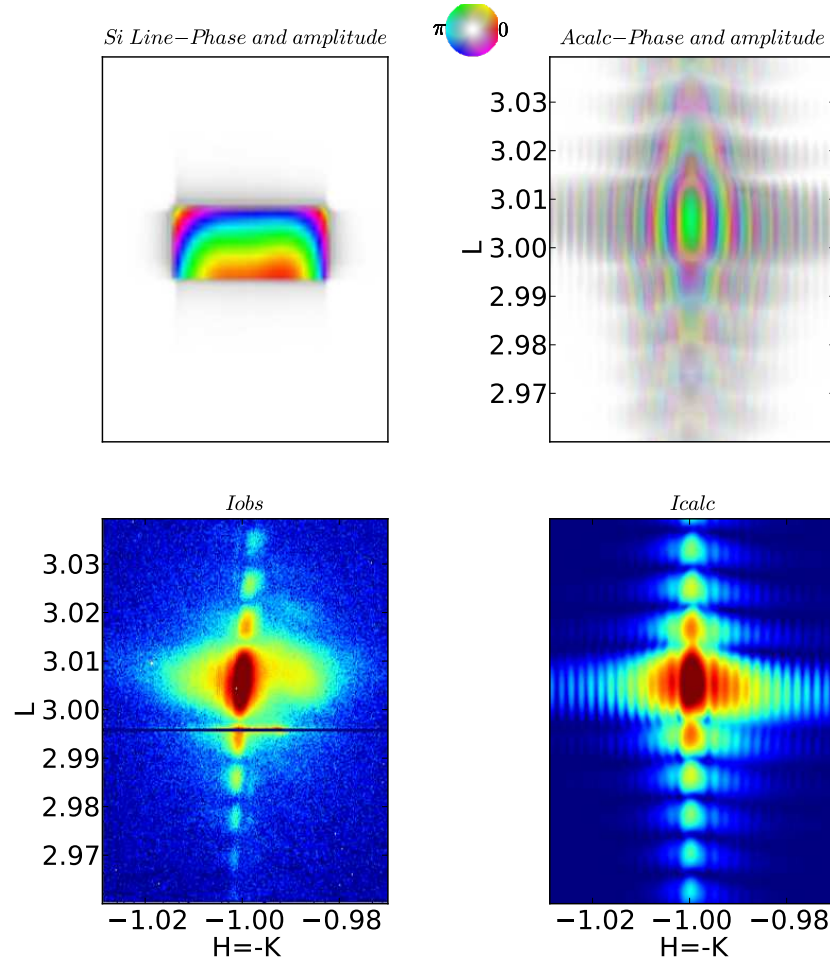 π 0
Si Line−Phase and amplitude
Acalc−Phase and amplitude
3.03
3.02
3.01
3.00
2.99
2.98
2.97
L
Iobs
Icalc
3.03
3.02
3.01
3.00
2.99
2.98
2.97
L
−1.02 −1.00 −0.98
H=-K
−1.02 −1.00 −0.98
H=-K